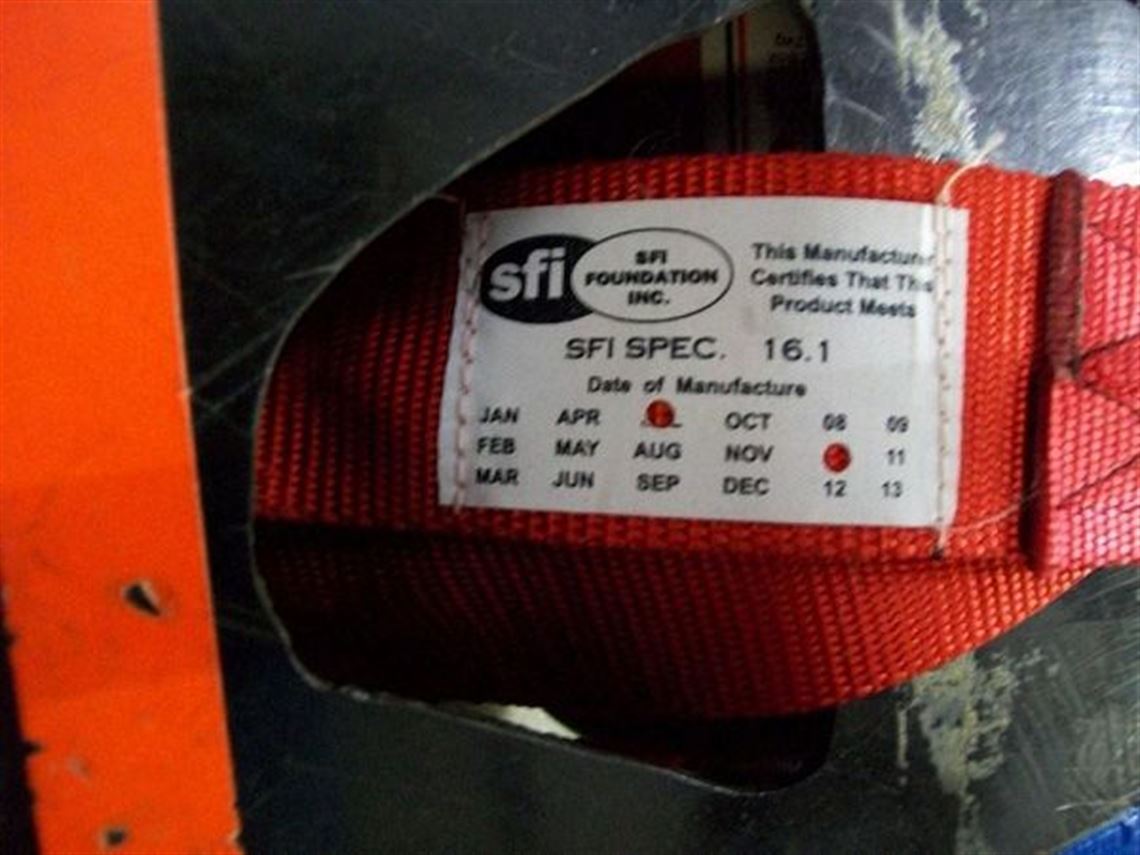 sfi
SFI
FOUNDATION
INC.
This Manufacturer
Certifies That This
Product Meets
SFI SPEC. 16.1
Date of Manufacture
JAN APR OCT 08 09
FEB MAY AUG NOV 11
MAR JUN SEP DEC 12 13